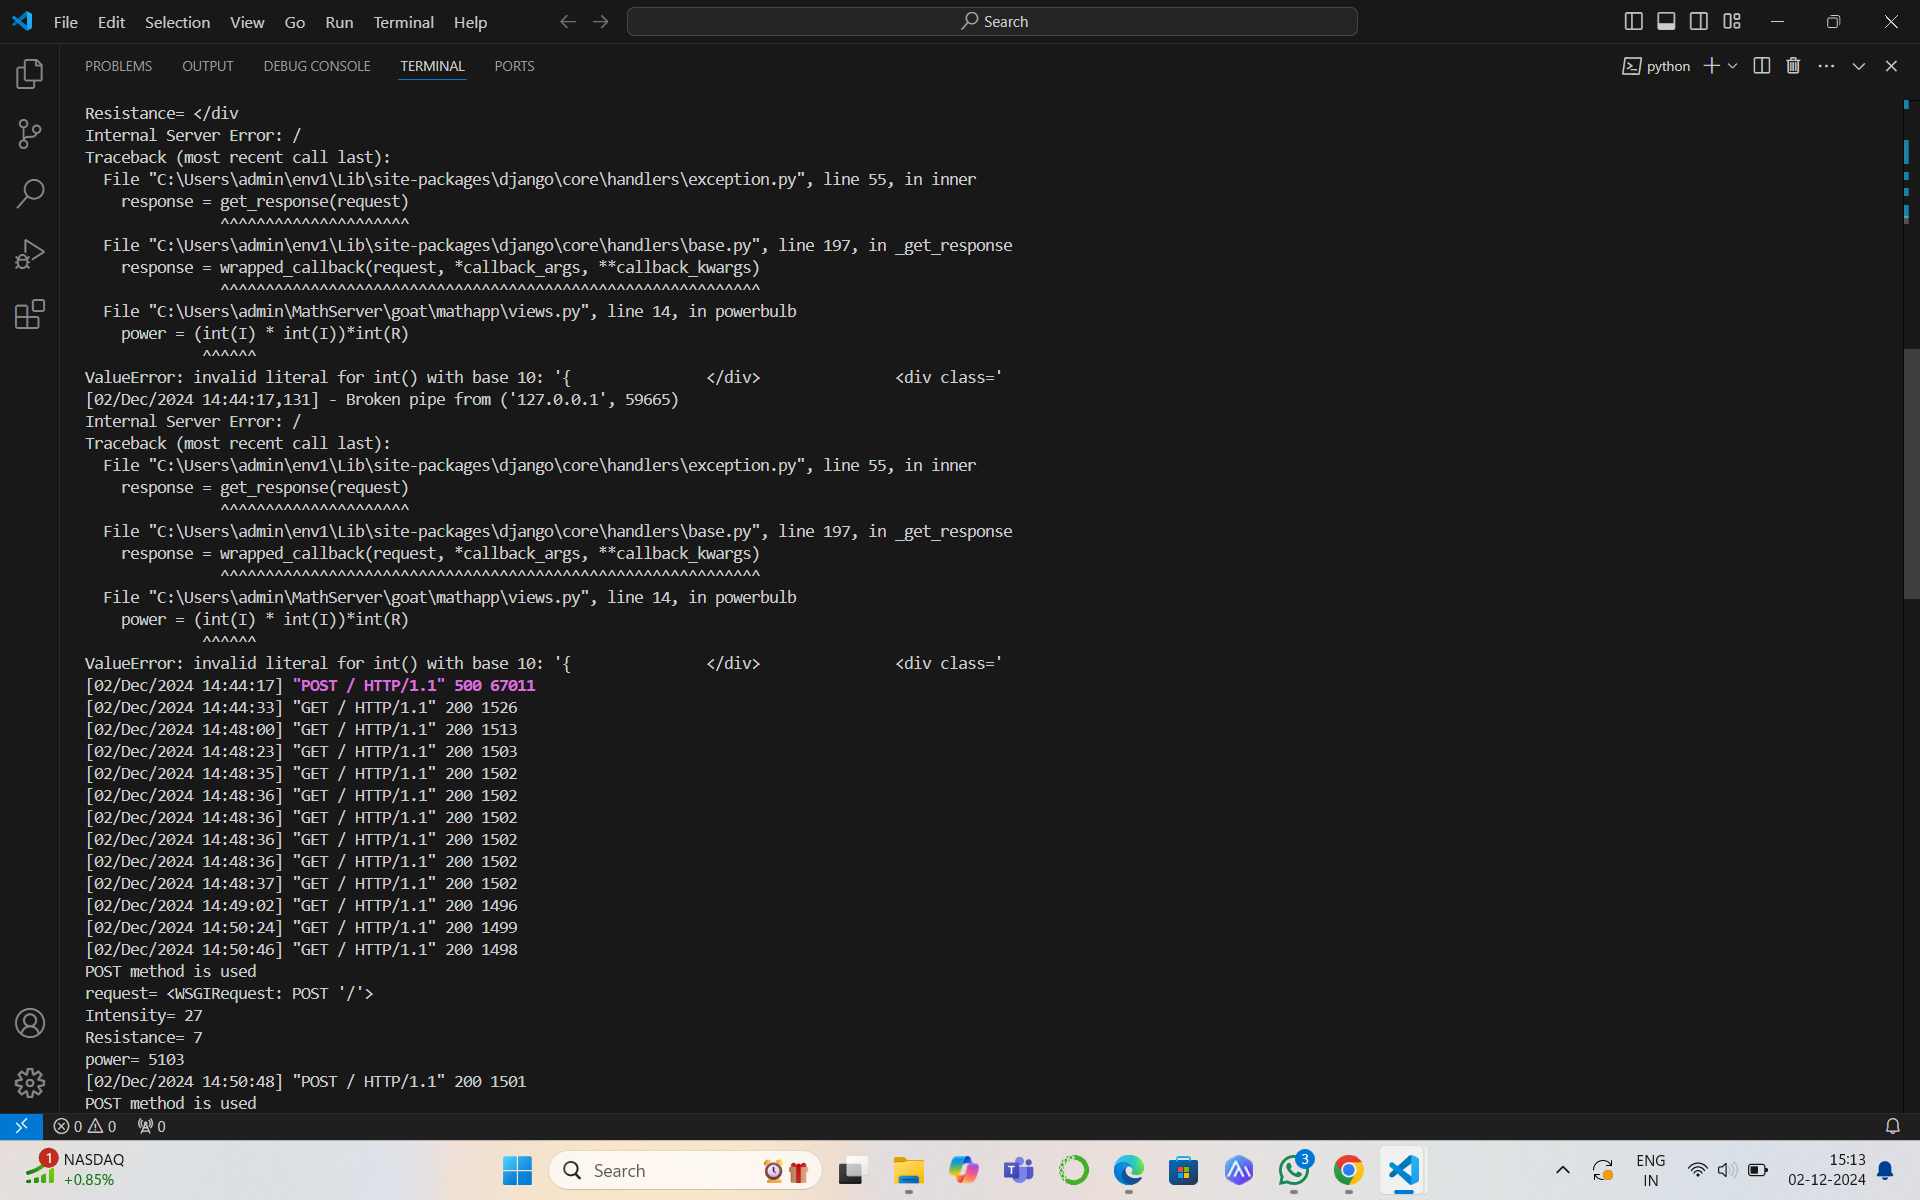 File Edit Selection View Go Run Terminal Help
Search
PROBLEMS OUTPUT DEBUG CONSOLE TERMINAL PORTS
python
Resistance= </div
Internal Server Error: /
Traceback (most recent call last):
  File "C:\Users\admin\env1\Lib\site-packages\django\core\handlers\exception.py", line 55, in inner
    response = get_response(request)
               ^^^^^^^^^^^^^^^^^^^^^
  File "C:\Users\admin\env1\Lib\site-packages\django\core\handlers\base.py", line 197, in _get_response
    response = wrapped_callback(request, *callback_args, **callback_kwargs)
               ^^^^^^^^^^^^^^^^^^^^^^^^^^^^^^^^^^^^^^^^^^^^^^^^^^^^^^^^^^^^
  File "C:\Users\admin\MathServer\goat\mathapp\views.py", line 14, in powerbulb
    power = (int(I) * int(I))*int(R)
             ^^^^^^
ValueError: invalid literal for int() with base 10: '{               </div>               <div class='
[02/Dec/2024 14:44:17,131] - Broken pipe from ('127.0.0.1', 59665)
Internal Server Error: /
Traceback (most recent call last):
  File "C:\Users\admin\env1\Lib\site-packages\django\core\handlers\exception.py", line 55, in inner
    response = get_response(request)
               ^^^^^^^^^^^^^^^^^^^^^
  File "C:\Users\admin\env1\Lib\site-packages\django\core\handlers\base.py", line 197, in _get_response
    response = wrapped_callback(request, *callback_args, **callback_kwargs)
               ^^^^^^^^^^^^^^^^^^^^^^^^^^^^^^^^^^^^^^^^^^^^^^^^^^^^^^^^^^^^
  File "C:\Users\admin\MathServer\goat\mathapp\views.py", line 14, in powerbulb
    power = (int(I) * int(I))*int(R)
             ^^^^^^
ValueError: invalid literal for int() with base 10: '{               </div>               <div class='
[02/Dec/2024 14:44:17] "POST / HTTP/1.1" 500 67011
[02/Dec/2024 14:44:33] "GET / HTTP/1.1" 200 1526
[02/Dec/2024 14:48:00] "GET / HTTP/1.1" 200 1513
[02/Dec/2024 14:48:23] "GET / HTTP/1.1" 200 1503
[02/Dec/2024 14:48:35] "GET / HTTP/1.1" 200 1502
[02/Dec/2024 14:48:36] "GET / HTTP/1.1" 200 1502
[02/Dec/2024 14:48:36] "GET / HTTP/1.1" 200 1502
[02/Dec/2024 14:48:36] "GET / HTTP/1.1" 200 1502
[02/Dec/2024 14:48:36] "GET / HTTP/1.1" 200 1502
[02/Dec/2024 14:48:37] "GET / HTTP/1.1" 200 1502
[02/Dec/2024 14:49:02] "GET / HTTP/1.1" 200 1496
[02/Dec/2024 14:50:24] "GET / HTTP/1.1" 200 1499
[02/Dec/2024 14:50:46] "GET / HTTP/1.1" 200 1498
POST method is used
request= <WSGIRequest: POST '/'>
Intensity= 27
Resistance= 7
power= 5103
[02/Dec/2024 14:50:48] "POST / HTTP/1.1" 200 1501
POST method is used
0 0 0
1
NASDAQ
+0.85%
Search
3
ENG
IN
15:13
02-12-2024